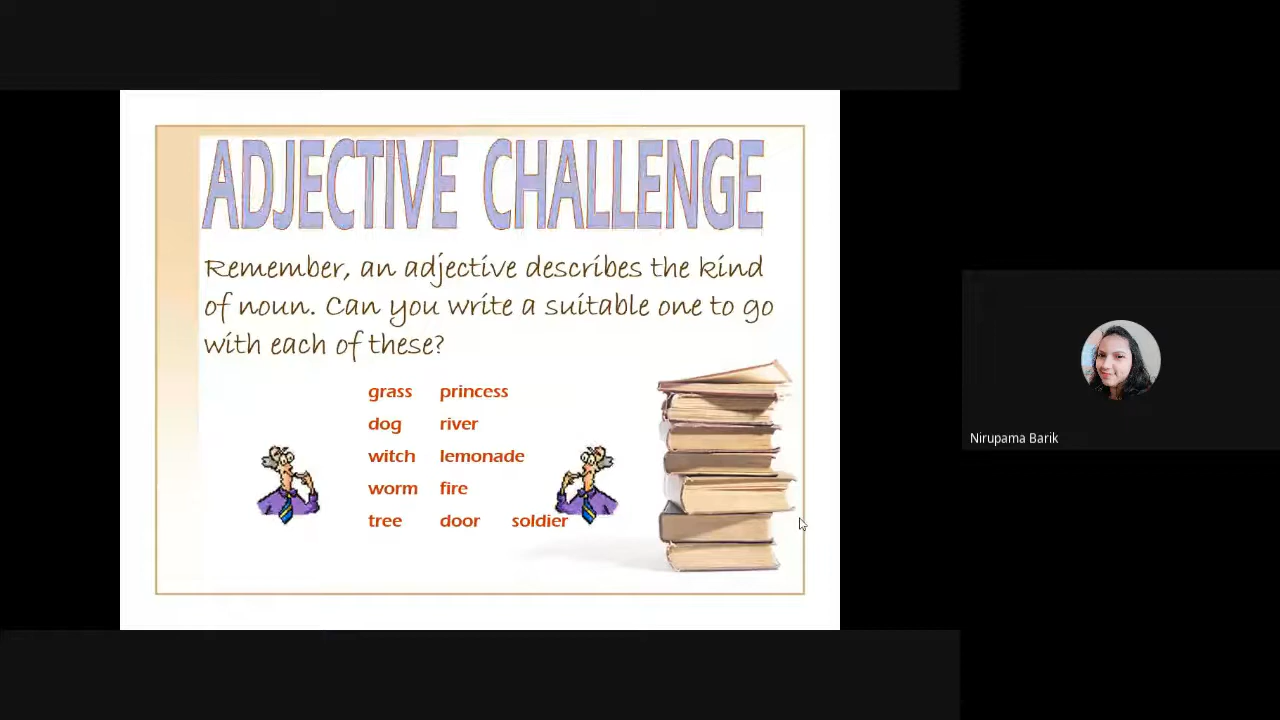 ADJECTIVE CHALLENGE
Remember, an adjective describes the kind
of noun. Can you write a suitable one to go
with each of these?
grass princess
dog river
witch lemonade
worm fire
tree door soldier
Nirupama Barik